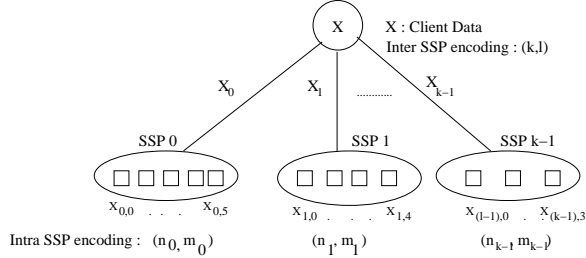 X
X : Client Data
Inter SSP encoding : (k,l)
X0 X1 ............ Xk−1
SSP 0 SSP 1 SSP k−1
X0,0 . . . X0,5 X1,0 . . . X1,4 X(l−1),0 . . X(k−1),3
Intra SSP encoding : (n0, m0) (n1, m1) (nk−1, mk−1)